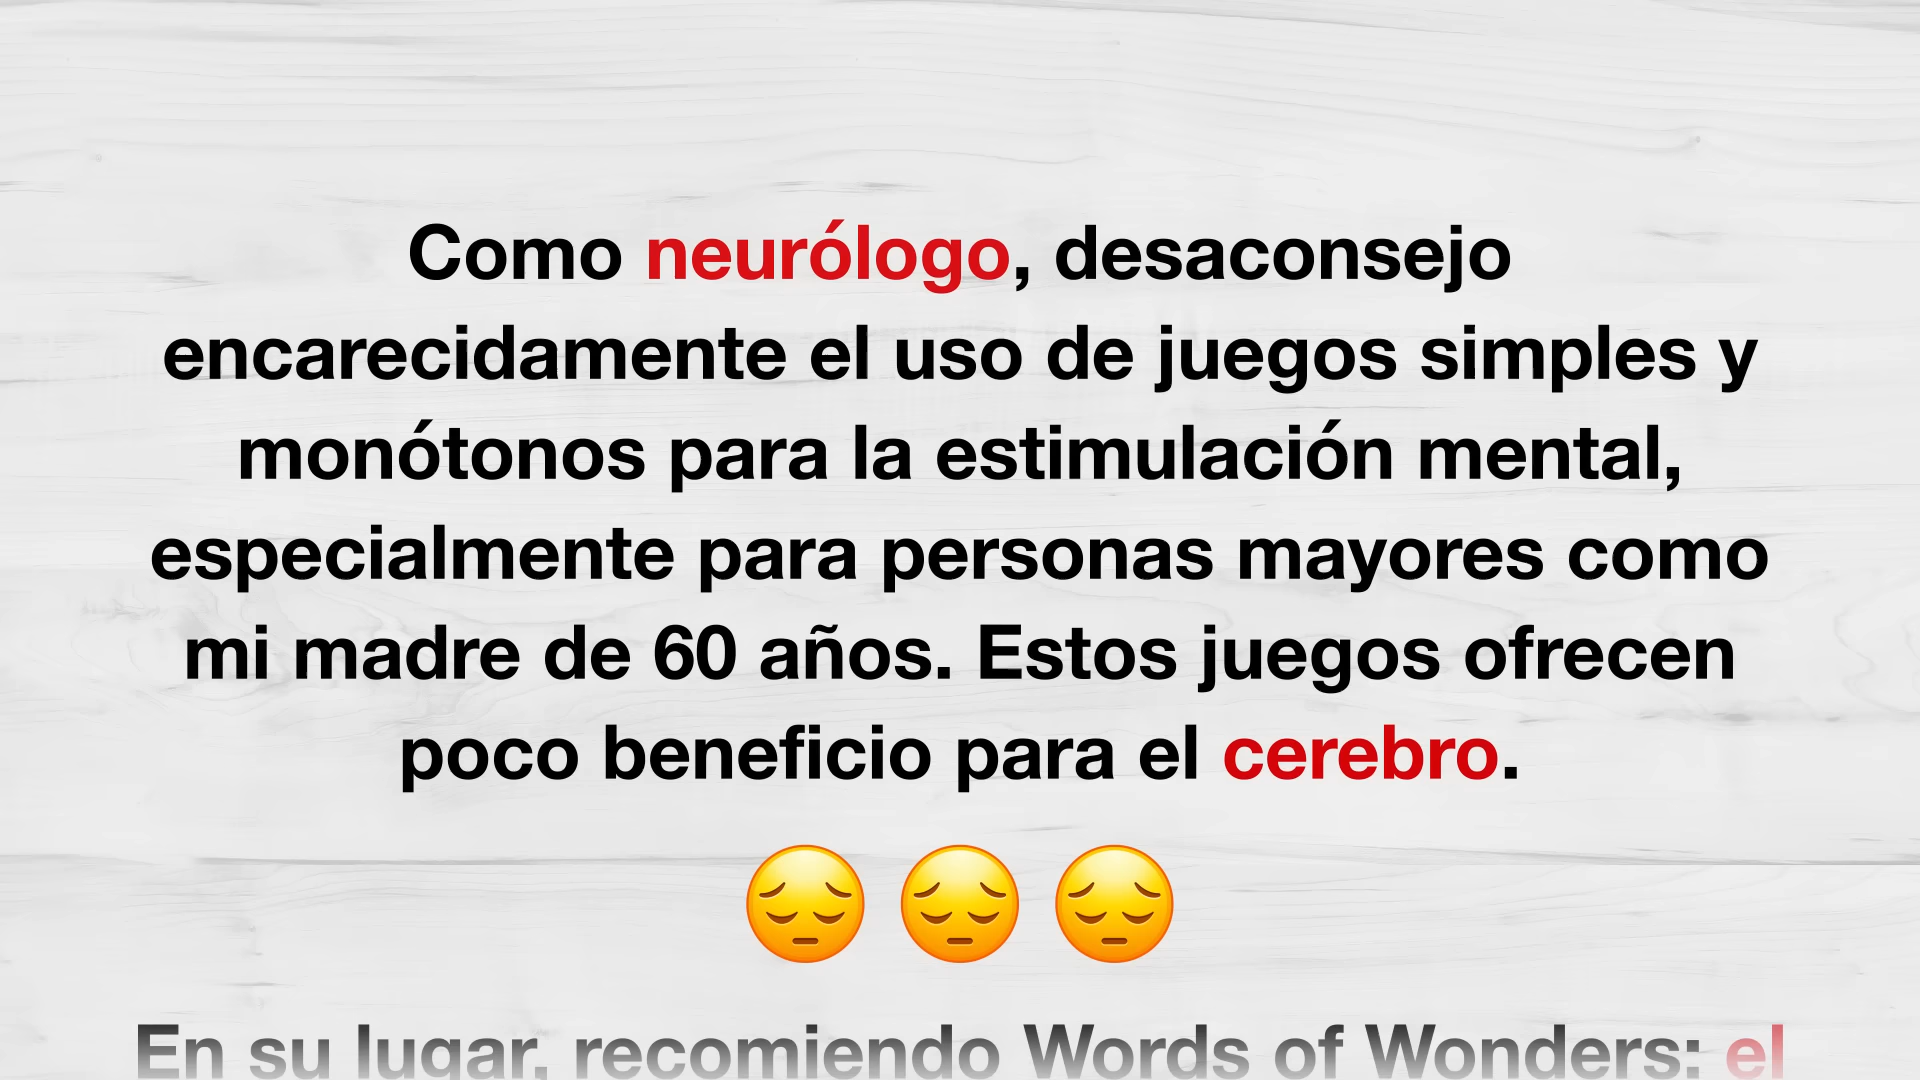 Como neurólogo, desaconsejo
encarecidamente el uso de juegos simples y
monótonos para la estimulación mental,
especialmente para personas mayores como
mi madre de 60 años. Estos juegos ofrecen
poco beneficio para el cerebro.
😔 😔 😔
En su lugar, recomiendo Words of Wonders: el